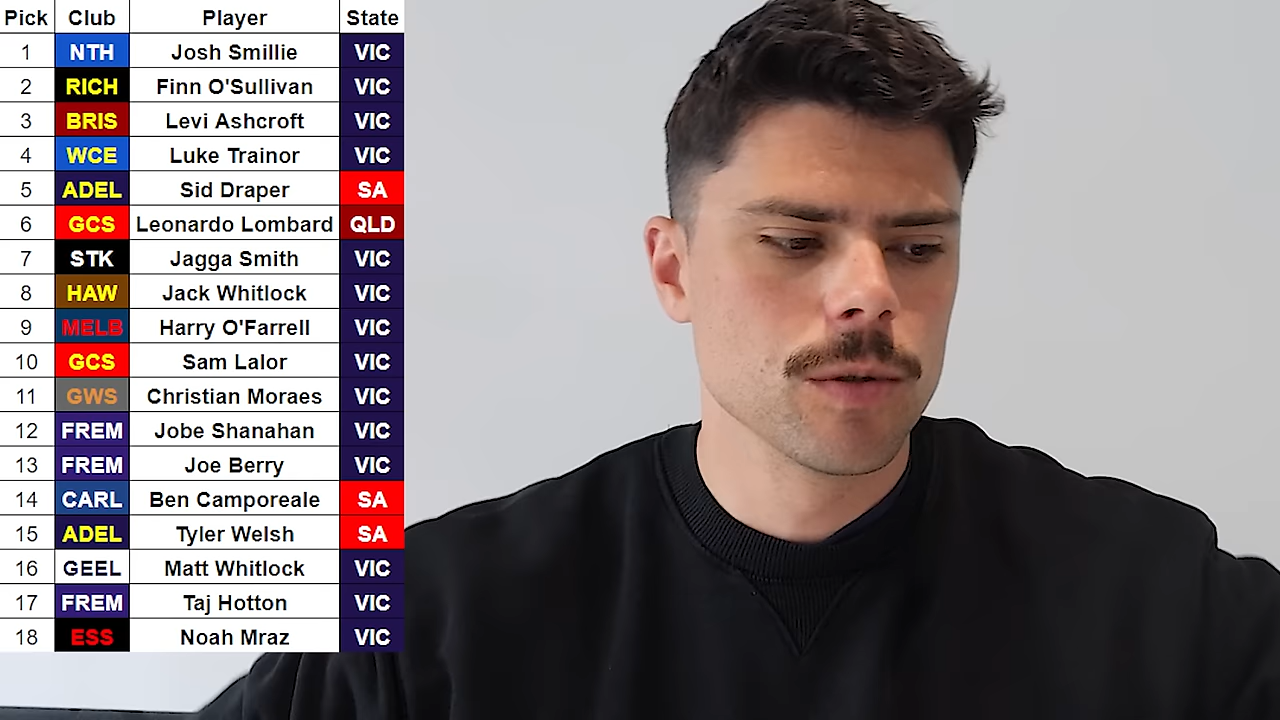 Pick Club Player State
1 NTH Josh Smillie VIC
2 RICH Finn O'Sullivan VIC
3 BRIS Levi Ashcroft VIC
4 WCE Luke Trainor VIC
5 ADEL Sid Draper SA
6 GCS Leonardo Lombard QLD
7 STK Jagga Smith VIC
8 HAW Jack Whitlock VIC
9 MELB Harry O'Farrell VIC
10 GCS Sam Lalor VIC
11 GWS Christian Moraes VIC
12 FREM Jobe Shanahan VIC
13 FREM Joe Berry VIC
14 CARL Ben Camporeale SA
15 ADEL Tyler Welsh SA
16 GEEL Matt Whitlock VIC
17 FREM Taj Hotton VIC
18 ESS Noah Mraz VIC